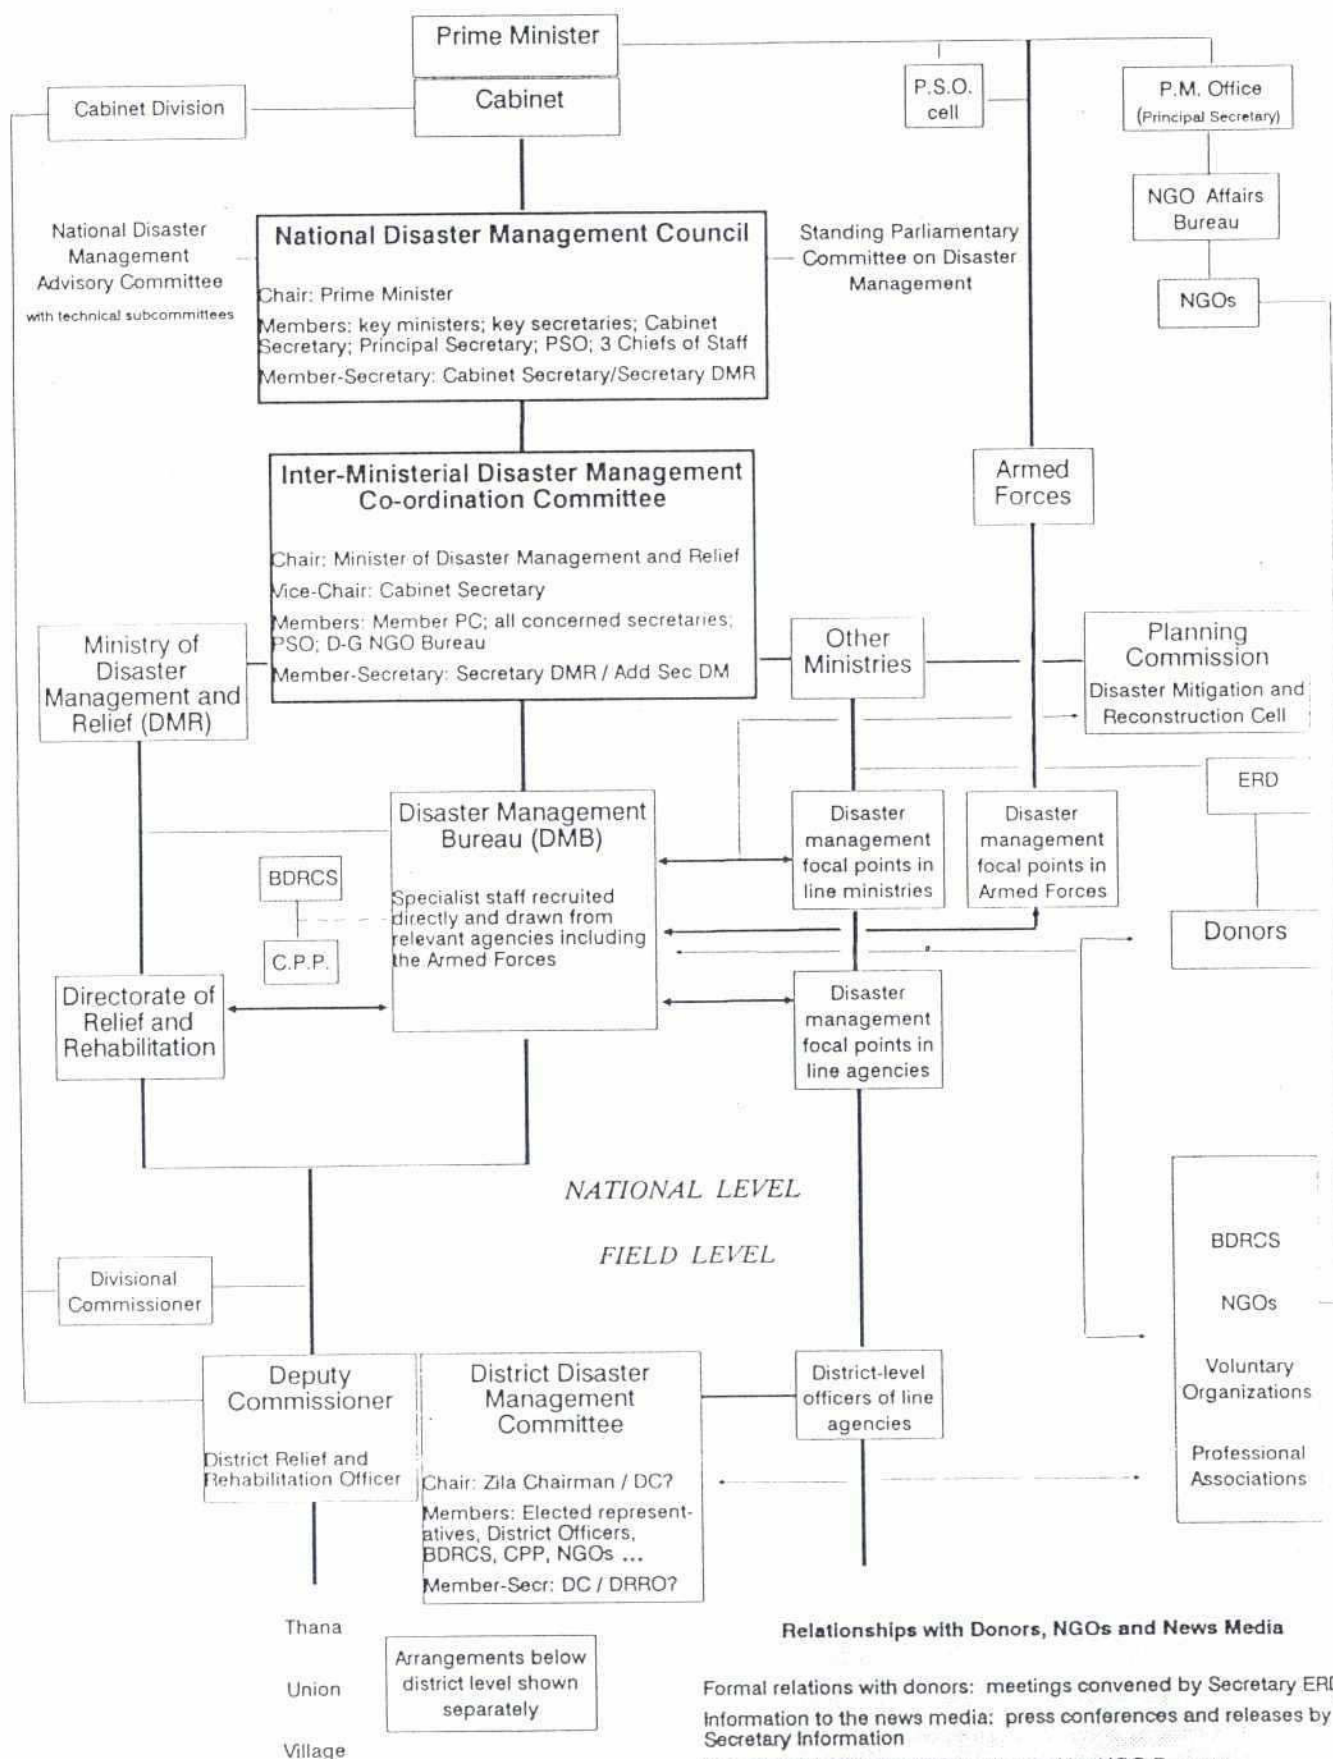 Prime Minister
Cabinet
Cabinet Division
P.S.O.
cell
P.M. Office
(Principal Secretary)
NGO Affairs
Bureau
NGOs
National Disaster
Management
Advisory Committee
with technical subcommittees
National Disaster Management Council
Chair: Prime Minister
Members: key ministers; key secretaries; Cabinet
Secretary; Principal Secretary; PSO; 3 Chiefs of Staff
Member-Secretary: Cabinet Secretary/Secretary DMR
Standing Parliamentary
Committee on Disaster
Management
Inter-Ministerial Disaster Management
Co-ordination Committee
Chair: Minister of Disaster Management and Relief
Vice-Chair: Cabinet Secretary
Members: Member PC; all concerned secretaries;
PSO; D-G NGO Bureau
Member-Secretary: Secretary DMR / Add Sec DM
Armed
Forces
Ministry of
Disaster
Management and
Relief (DMR)
Other
Ministries
Planning
Commission
Disaster Mitigation and
Reconstruction Cell
ERD
Disaster Management
Bureau (DMB)
Specialist staff recruited
directly and drawn from
relevant agencies including
the Armed Forces
BDRCS
C.P.P.
Disaster
management
focal points in
line ministries
Disaster
management
focal points in
Armed Forces
Donors
Directorate of
Relief and
Rehabilitation
Disaster
management
focal points in
line agencies
NATIONAL LEVEL
FIELD LEVEL
Divisional
Commissioner
BDRCS
NGOs
Voluntary
Organizations
Professional
Associations
Deputy
Commissioner
District Relief and
Rehabilitation Officer
District Disaster
Management
Committee
Chair: Zila Chairman / DC?
Members: Elected represent-
atives, District Officers,
BDRCS, CPP, NGOs ...
Member-Secr: DC / DRRO?
District-level
officers of line
agencies
Thana
Union
Village
Arrangements below
district level shown
separately
Relationships with Donors, NGOs and News Media
Formal relations with donors: meetings convened by Secretary ERD
Information to the news media: press conferences and releases by
Secretary Information